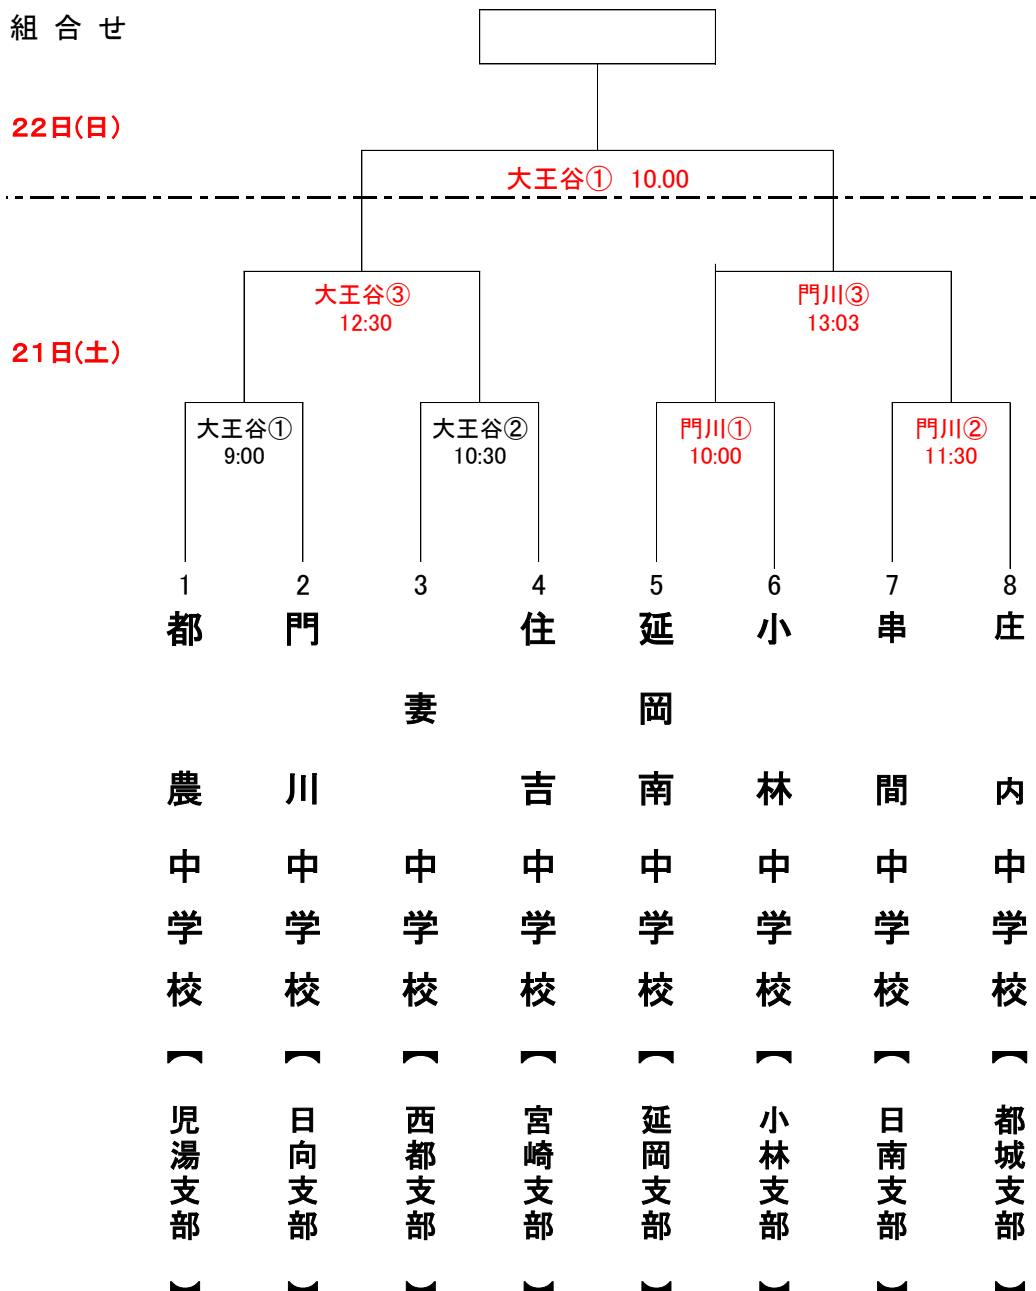 組合せ
22日(日)
大王谷① 10.00
大王谷③
12:30
門川③
13:03
21日(土)
大王谷①
9:00
大王谷②
10:30
門川①
10:00
門川②
11:30
1
2
3
4
5
6
7
8
都農中学校【児湯支部】
門川中学校【日向支部】
妻中学校【西都支部】
住吉中学校【宮崎支部】
延岡南中学校【延岡支部】
小林中学校【小林支部】
串間中学校【日南支部】
庄内中学校【都城支部】